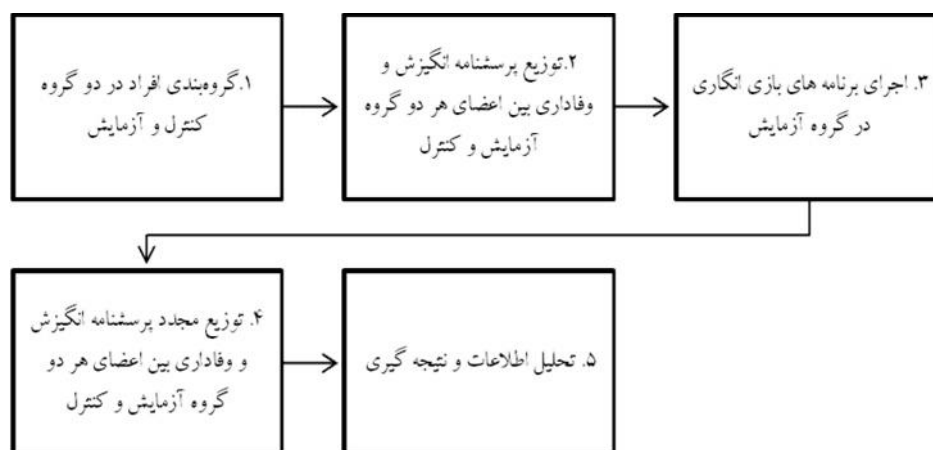 ۱.گروه‌بندی افراد در دو گروه
کنترل و آزمایش
۲.توزیع پرسشنامه انگیزش و
وفاداری بین اعضای هر دو گروه
آزمایش و کنترل
۳. اجرای برنامه های بازی انگاری
در گروه آزمایش
۴. توزیع مجدد پرسشنامه انگیزش
و وفاداری بین اعضای هر دو
گروه آزمایش و کنترل
۵. تحلیل اطلاعات و نتیجه گیری